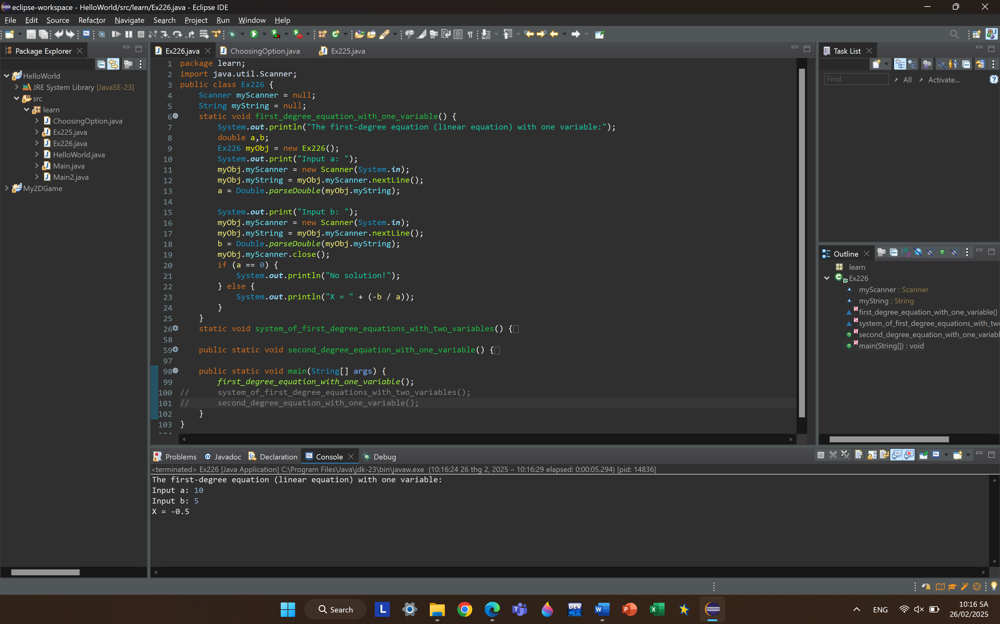 eclipse-workspace - HelloWorld/src/learn/Ex226.java - Eclipse IDE
File Edit Source Refactor Navigate Search Project Run Window Help
Package Explorer
HelloWorld
JRE System Library [JavaSE-23]
src
learn
ChoosingOption.java
Ex225.java
Ex226.java
HelloWorld.java
Main.java
Main2.java
My2DGame
Ex226.java ChoosingOption.java Ex225.java
1 package learn;
2 import java.util.Scanner;
3 public class Ex226 {
4 Scanner myScanner = null;
5 String myString = null;
6 static void first_degree_equation_with_one_variable() {
7 System.out.println("The first-degree equation (linear equation) with one variable:");
8 double a,b;
9 Ex226 myObj = new Ex226();
10 System.out.print("Input a: ");
11 myObj.myScanner = new Scanner(System.in);
12 myObj.myString = myObj.myScanner.nextLine();
13 a = Double.parseDouble(myObj.myString);
14
15 System.out.print("Input b: ");
16 myObj.myScanner = new Scanner(System.in);
17 myObj.myString = myObj.myScanner.nextLine();
18 b = Double.parseDouble(myObj.myString);
19 myObj.myScanner.close();
20 if (a == 0) {
21 System.out.println("No solution!");
22 } else {
23 System.out.println("X = " + (-b / a));
24 }
25 }
26 static void system_of_first_degree_equations_with_two_variables() {
58
59 public static void second_degree_equation_with_one_variable() {
97
98 public static void main(String[] args) {
99 first_degree_equation_with_one_variable();
100 // system_of_first_degree_equations_with_two_variables();
101 // second_degree_equation_with_one_variable();
102 }
103 }
Task List
Find All Activate...
Outline
learn
Ex226
myScanner : Scanner
myString : String
first_degree_equation_with_one_variable()
system_of_first_degree_equations_with_tw
second_degree_equation_with_one_variabl
main(String[]) : void
Problems Javadoc Declaration Console Debug
<terminated> Ex226 [Java Application] C:\Program Files\Java\jdk-23\bin\javaw.exe (10:16:24 26 thg 2, 2025 – 10:16:29 elapsed: 0:00:05.294) [pid: 14836]
The first-degree equation (linear equation) with one variable:
Input a: 10
Input b: 5
X = -0.5
Search
L
DEV C++
ENG
10:16 SA
26/02/2025